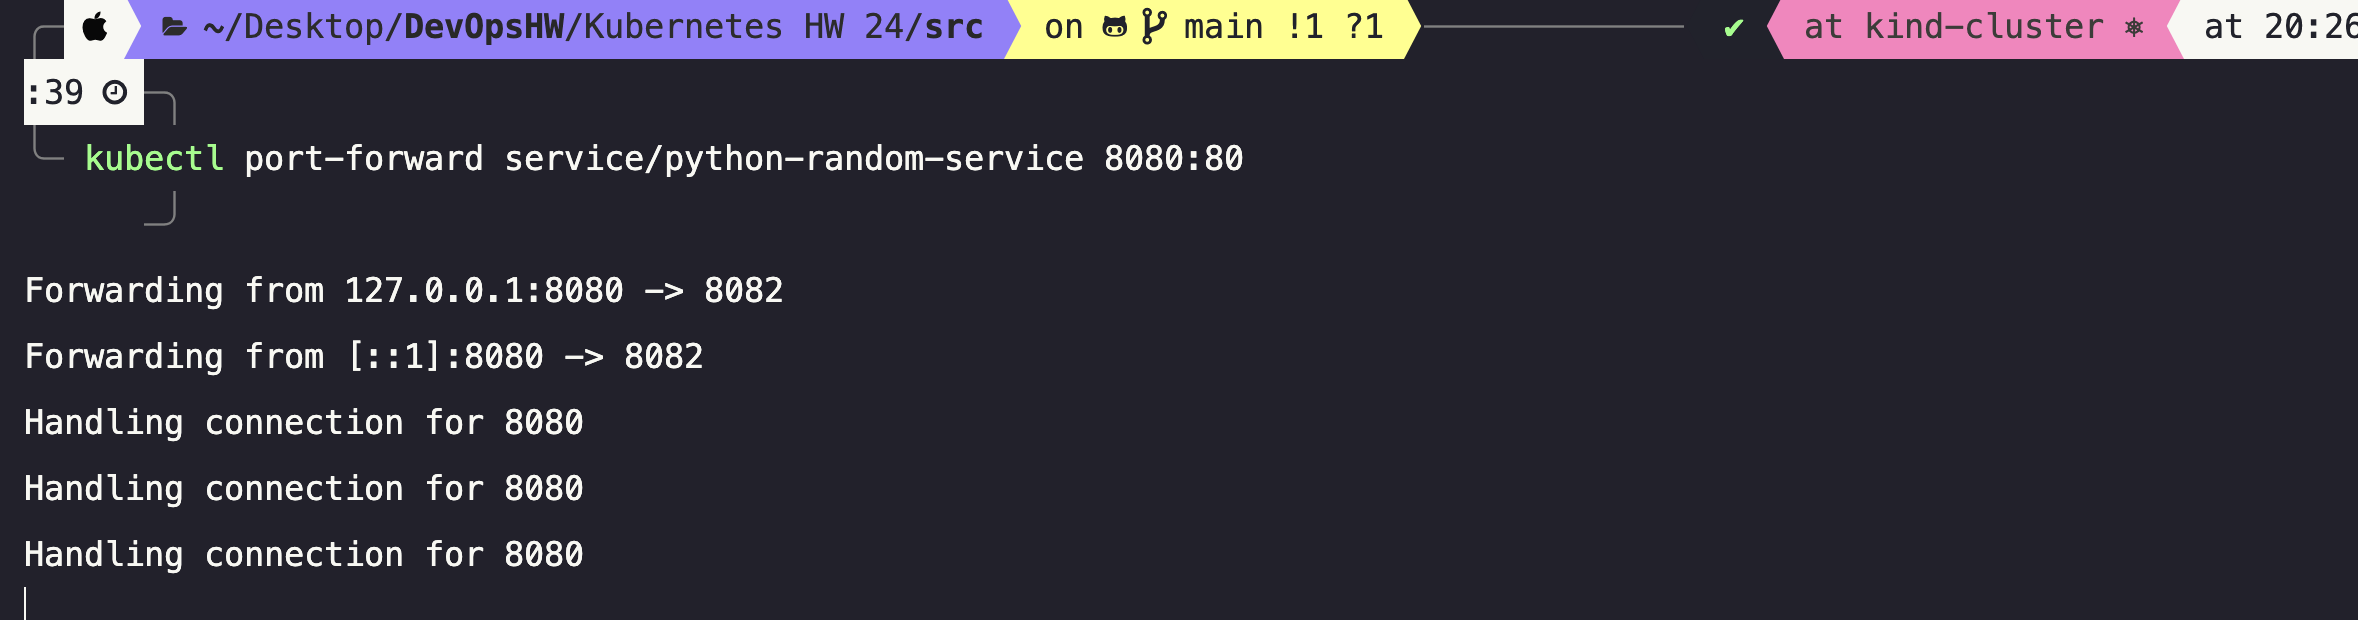 ~/Desktop/DevOpsHW/Kubernetes HW 24/src on main !1 ?1 ✔ at kind-cluster ⎈ at 20:26
:39
kubectl port-forward service/python-random-service 8080:80
Forwarding from 127.0.0.1:8080 -> 8082
Forwarding from [::1]:8080 -> 8082
Handling connection for 8080
Handling connection for 8080
Handling connection for 8080